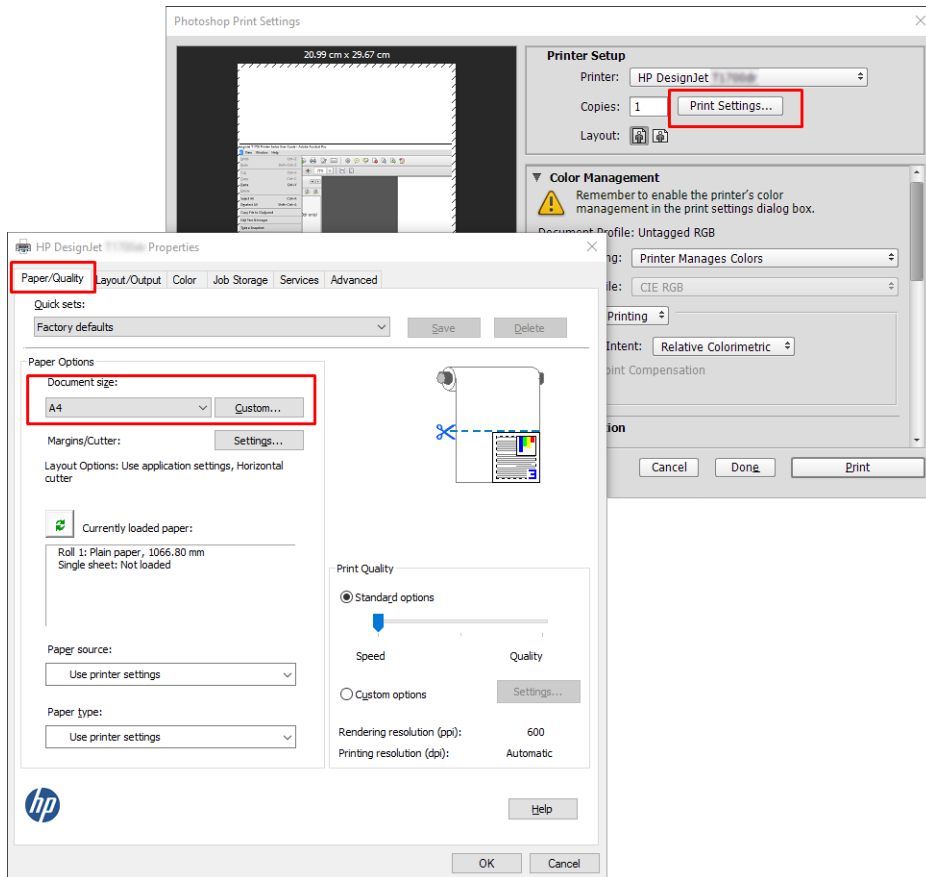 Photoshop Print Settings
20.99 cm x 29.67 cm
Printer Setup
Printer: HP DesignJet
Copies: 1 Print Settings...
Layout:
Color Management
Remember to enable the printer's color
management in the print settings dialog box.
Document Profile: Untagged RGB
ng: Printer Manages Colors
ile: CIE RGB
Printing
Intent: Relative Colorimetric
oint Compensation
ion
Cancel Done Print
HP DesignJet Properties
Paper/Quality Layout/Output Color Job Storage Services Advanced
Quick sets:
Factory defaults Save Delete
Paper Options
Document size:
A4 Custom...
Margins/Cutter: Settings...
Layout Options: Use application settings, Horizontal
cutter
Currently loaded paper:
Roll 1: Plain paper, 1066.80 mm
Single sheet: Not loaded
Paper source:
Use printer settings
Paper type:
Use printer settings
Print Quality
Standard options
Speed Quality
Custom options Settings...
Rendering resolution (ppi): 600
Printing resolution (dpi): Automatic
3
hp
Help
OK Cancel